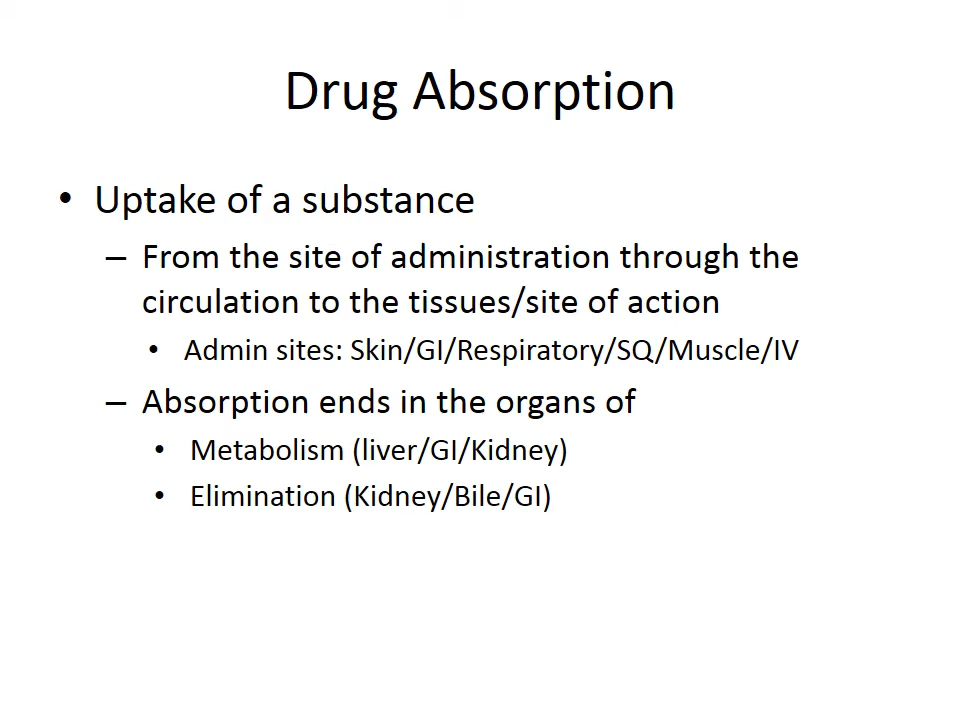 Drug Absorption
• Uptake of a substance
– From the site of administration through the
circulation to the tissues/site of action
• Admin sites: Skin/GI/Respiratory/SQ/Muscle/IV
– Absorption ends in the organs of
• Metabolism (liver/GI/Kidney)
• Elimination (Kidney/Bile/GI)